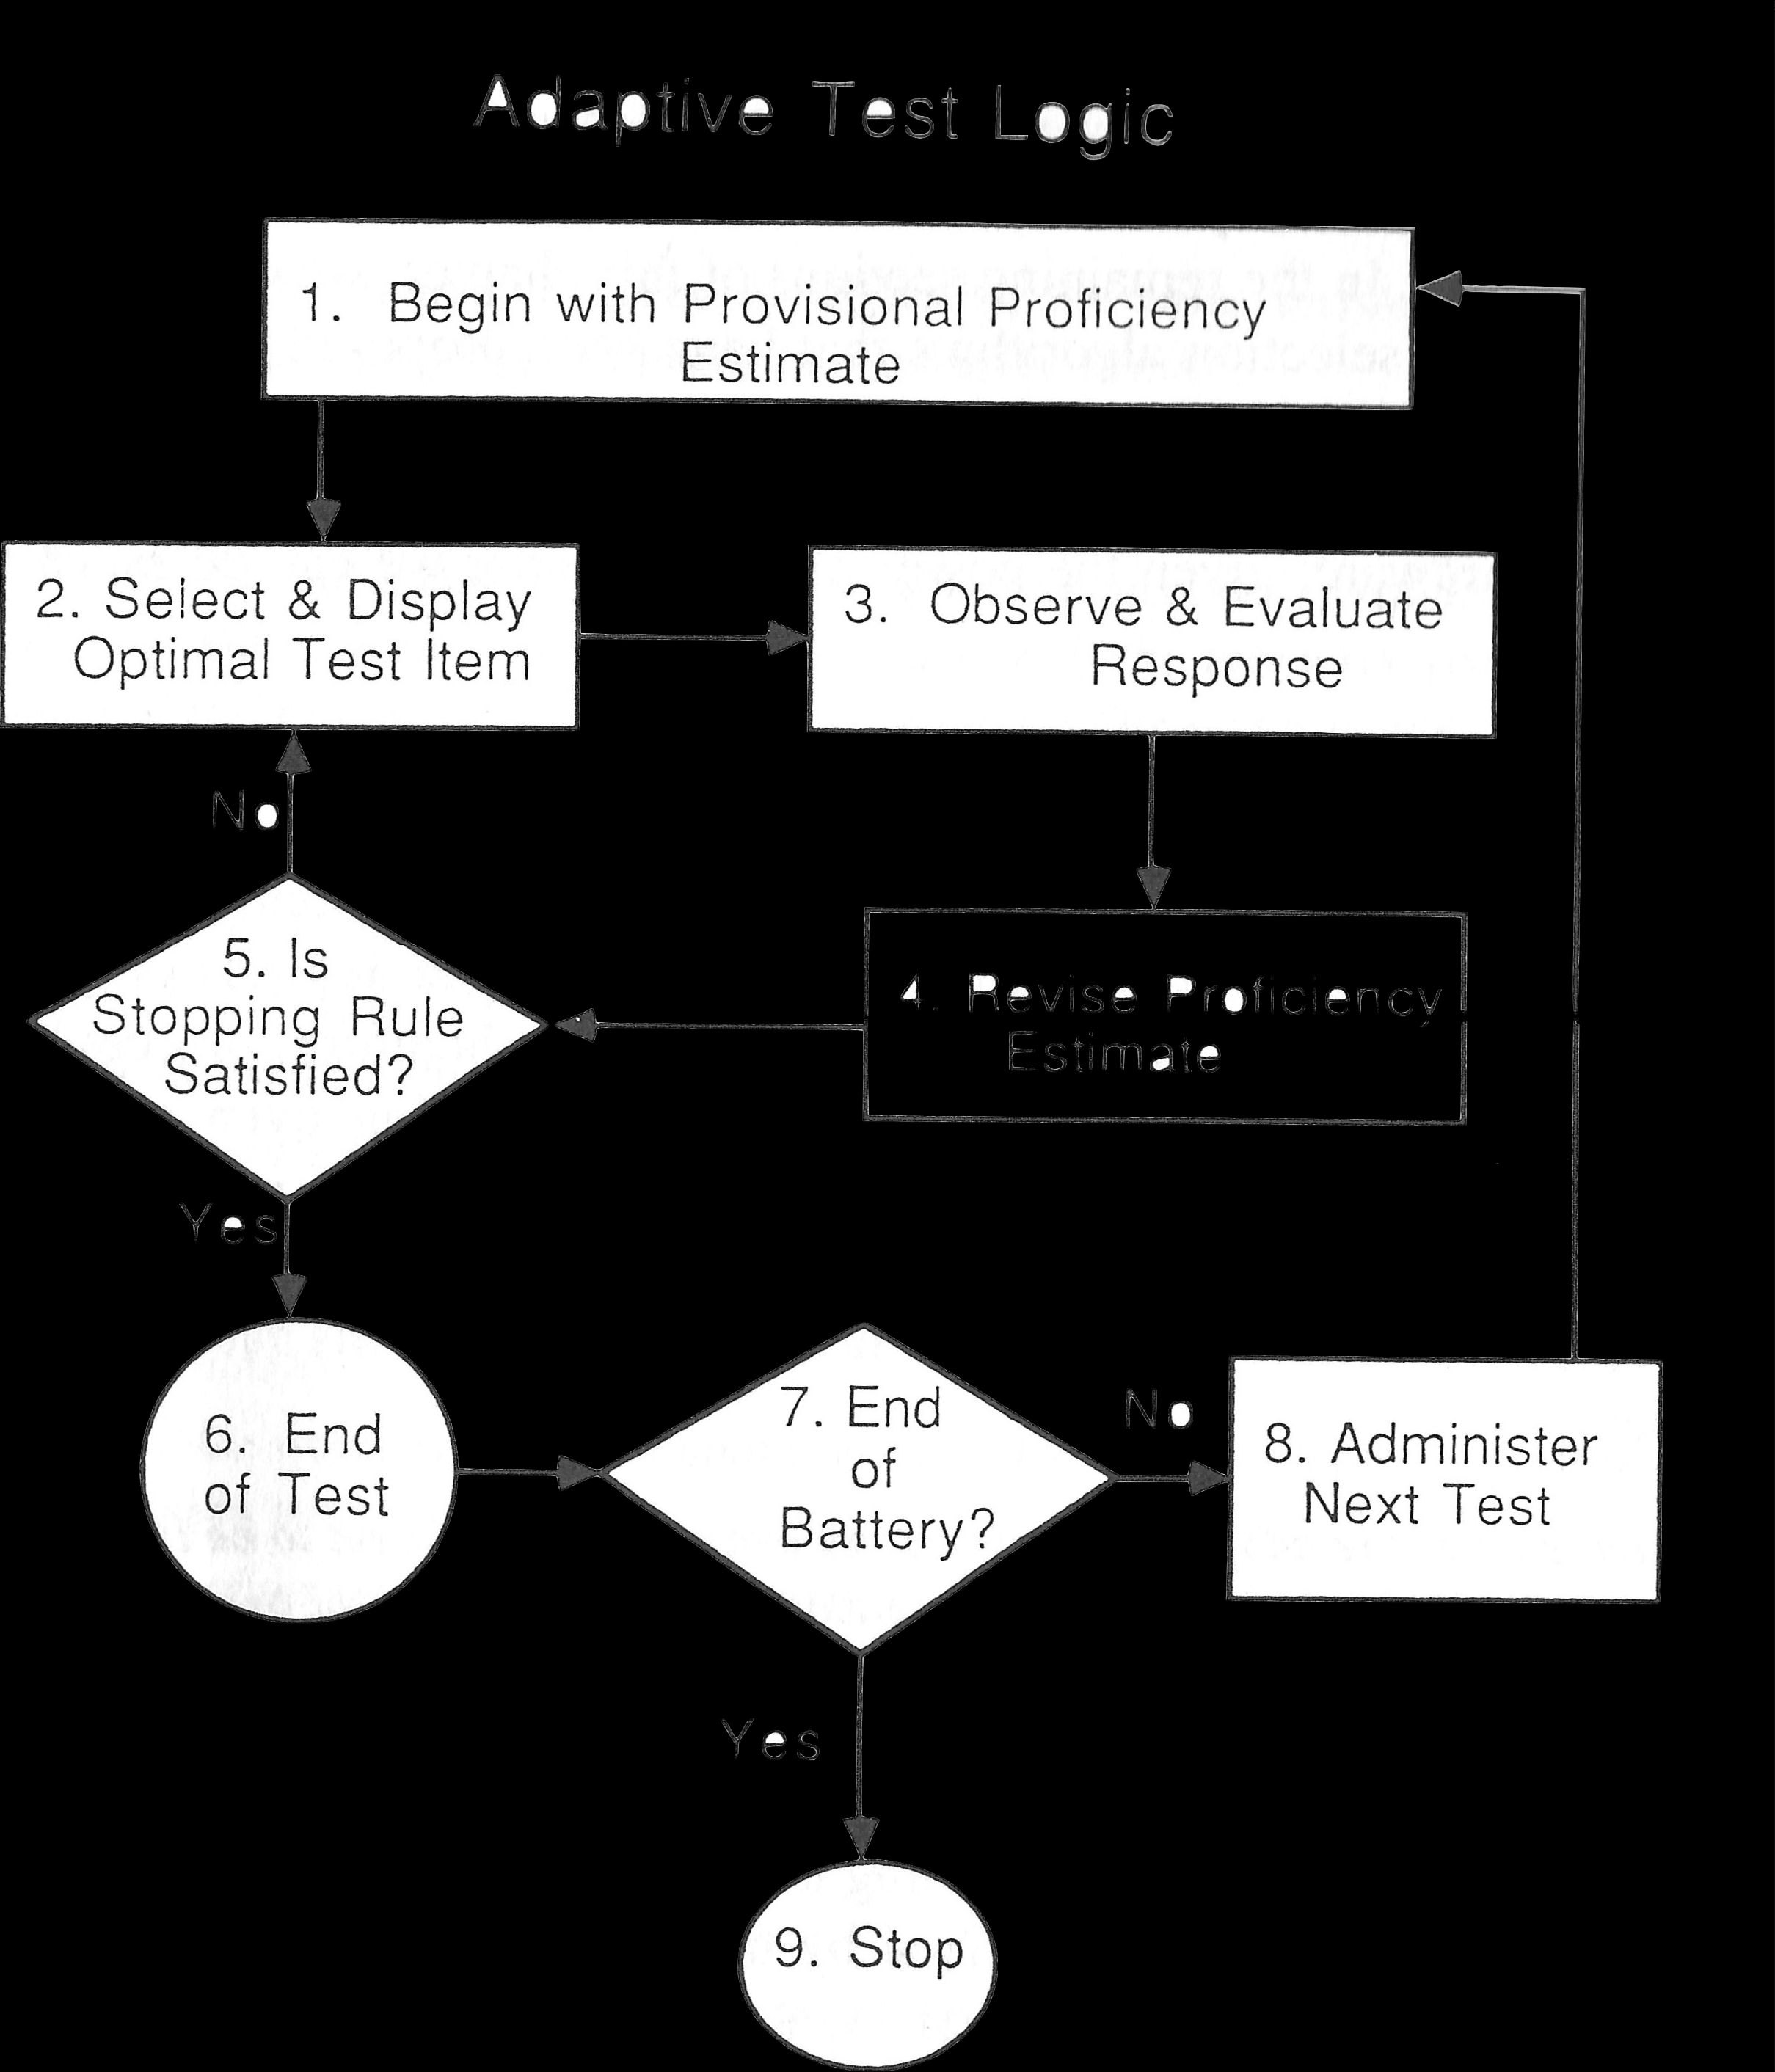 Adaptive Test Logic
1. Begin with Provisional Proficiency
Estimate
2. Select & Display
Optimal Test Item
3. Observe & Evaluate
Response
No
4. Revise Proficiency
Estimate
5. Is
Stopping Rule
Satisfied?
Yes
6. End
of Test
7. End
of
Battery?
No
8. Administer
Next Test
Yes
9. Stop